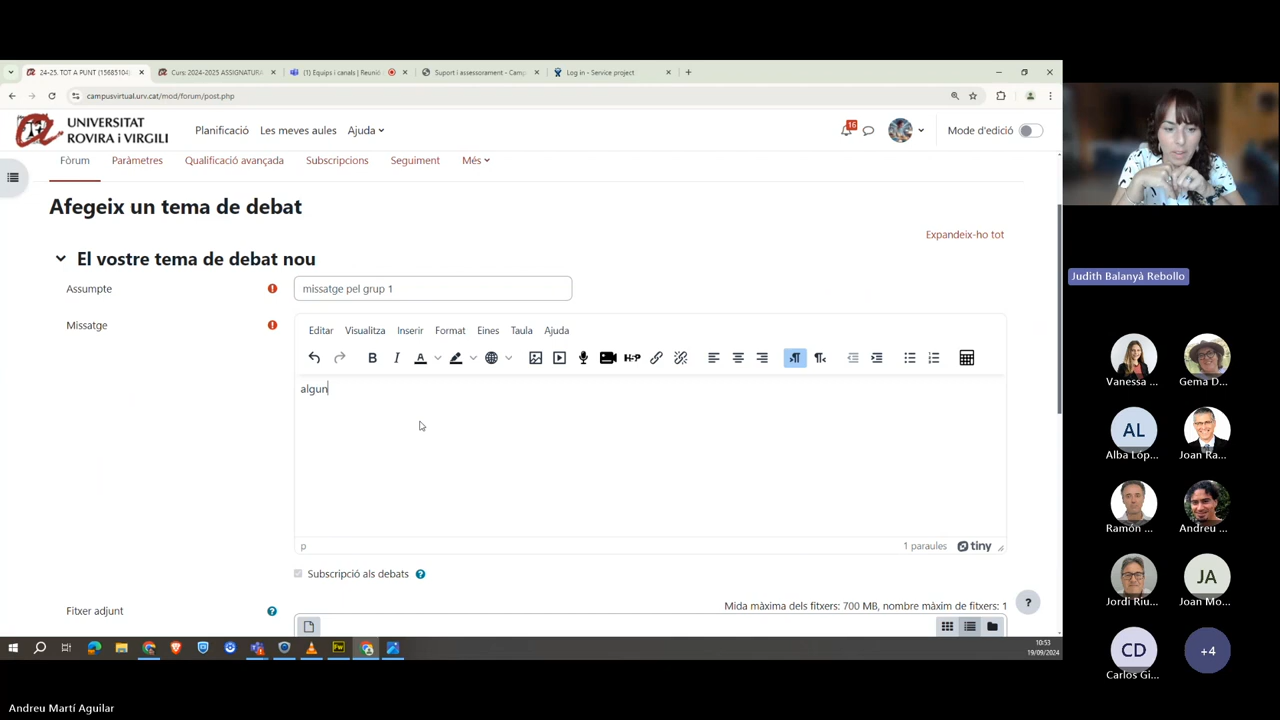 24-25. TOT A PUNT (15685104)
Curs: 2024-2025 ASSIGNATURA
(1) Equips i canals | Reunió
Suport i assessorament - Camp
Log in - Service project
campusvirtual.urv.cat/mod/forum/post.php
UNIVERSITAT
ROVIRA i VIRGILI
Planificació
Les meves aules
Ajuda
16
Mode d'edició
Fòrum
Paràmetres
Qualificació avançada
Subscripcions
Seguiment
Més
Afegeix un tema de debat
Expandeix-ho tot
El vostre tema de debat nou
Assumpte
missatge pel grup 1
Missatge
Editar
Visualitza
Inserir
Format
Eines
Taula
Ajuda
B
I
A
H-P
algun
p
1 paraules
tiny
Subscripció als debats
?
Fitxer adjunt
?
Mida màxima dels fitxers: 700 MB, nombre màxim de fitxers: 1
?
Fw
10:53
19/09/2024
Judith Balanyà Rebollo
Vanessa ...
Gema D...
AL
Alba Lóp...
Joan Ra...
Ramón ...
Andreu ...
Jordi Riu...
JA
Joan Mo...
CD
Carlos Gi...
+4
Andreu Martí Aguilar